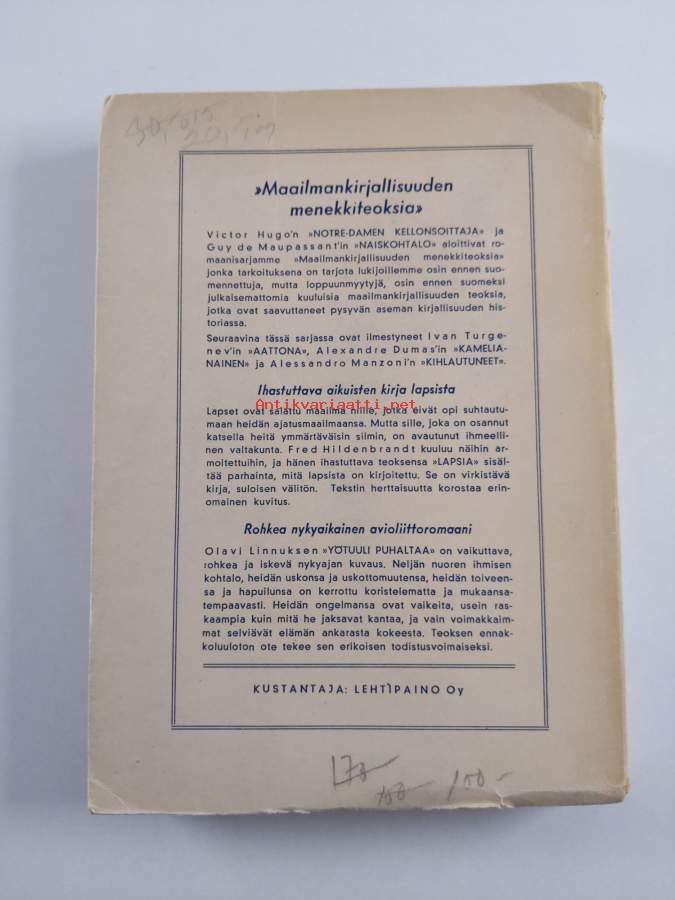 »Maailmankirjallisuuden
menekkiteoksia»
Victor Hugo'n »NOTRE-DAMEN KELLONSOITTAJA» ja
Guy de Maupassant'in »NAISKOHTALO» aloittivat ro-
maanisarjamme »Maailmankirjallisuuden menekkiteoksia»
jonka tarkoituksena on tarjota lukijoillemme osin ennen suo-
mennettuja, mutta loppuunmyytyjä, osin ennen suomeksi
julkaisemattomia kuuluisia maailmankirjallisuuden teoksia,
jotka ovat saavuttaneet pysyvän aseman kirjallisuuden his-
toriassa.
Seuraavina tässä sarjassa ovat ilmestyneet Ivan Turge-
nev'in »AATTONA», Alexandre Dumas'in »KAMELIA-
NAINEN» ja Alessandro Manzoni'n »KIHLAUTUNEET».
Ihastuttava aikuisten kirja lapsista
Antikvariaatti.net
Lapset ovat salattu maailma niille, jotka eivät opi suhtautu-
maan heidän ajatusmaailmaansa. Mutta sille, joka on osannut
katsella heitä ymmärtäväisin silmin, on avautunut ihmeelli-
nen valtakunta. Fred Hildenbrandt kuuluu näihin ar-
moitettuihin, ja hänen ihastuttava teoksensa »LAPSIA» sisäl-
tää parhainta, mitä lapsista on kirjoitettu. Se on virkistävä
kirja, suloisen välitön. Tekstin herttaisuutta korostaa erin-
omainen kuvitus.
Rohkea nykyaikainen avioliittoromaani
Olavi Linnuksen »YÖTUULI PUHALTAA» on vaikuttava,
rohkea ja iskevä nykyajan kuvaus. Neljän nuoren ihmisen
kohtalo, heidän uskonsa ja uskottomuutensa, heidän toiveen-
sa ja hapuilunsa on kerrottu koristelematta ja mukaansa-
tempaavasti. Heidän ongelmansa ovat vaikeita, usein ras-
kaampia kuin mitä he jaksavat kantaa, ja vain voimakkaim-
mat selviävät elämän ankarasta kokeesta. Teoksen ennak-
koluuloton ote tekee sen erikoisen todistusvoimaiseksi.
KUSTANTAJA: LEHTIPAINO Oy
170
100 –